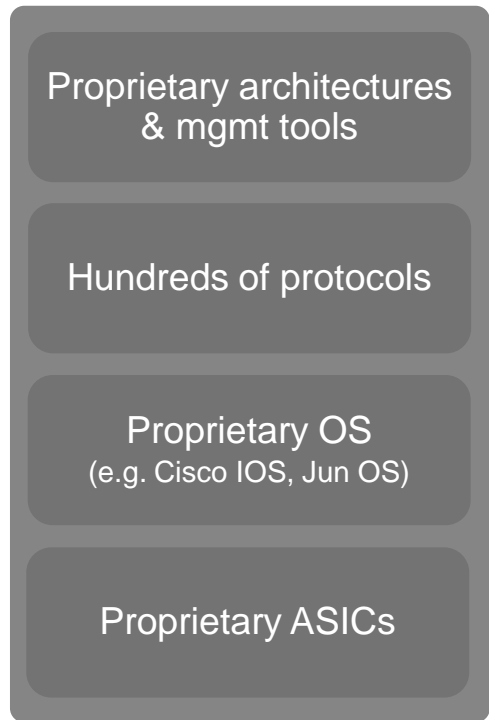 Proprietary architectures
& mgmt tools
Hundreds of protocols
Proprietary OS
(e.g. Cisco IOS, Jun OS)
Proprietary ASICs